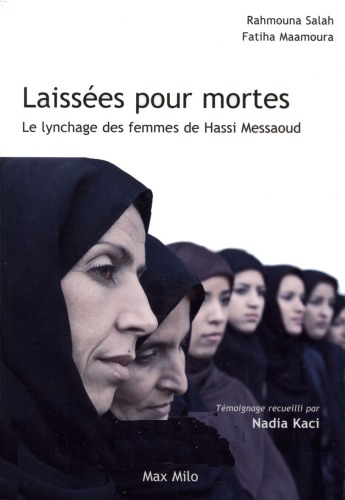 Rahmouna Salah
Fatiha Maamoura
Laissées pour mortes
Le lynchage des femmes de Hassi Messaoud
Témoignage recueilli par
Nadia Kaci
Max Milo